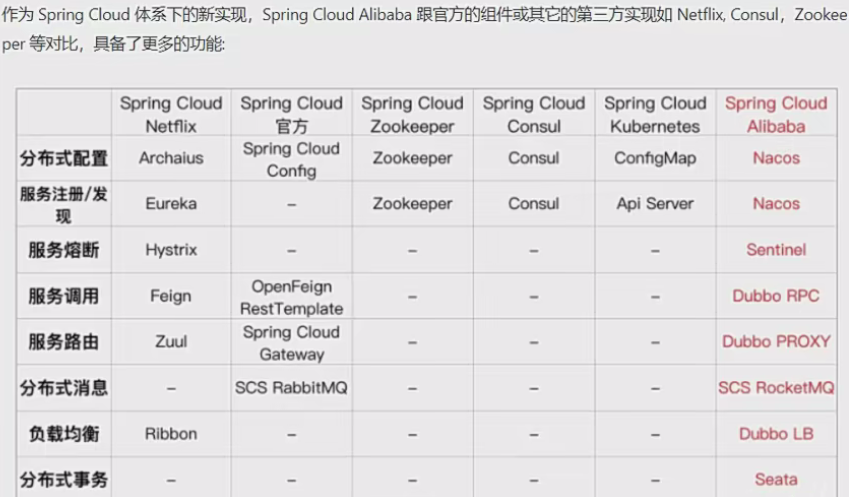 作为 Spring Cloud 体系下的新实现，Spring Cloud Alibaba 跟官方的组件或其它的第三方实现如 Netflix, Consul，Zookee
per 等对比，具备了更多的功能:
Spring Cloud Netflix Spring Cloud 官方 Spring Cloud Zookeeper Spring Cloud Consul Spring Cloud Kubernetes Spring Cloud Alibaba
分布式配置 Archaius Spring Cloud Config Zookeeper Consul ConfigMap Nacos
服务注册/发现 Eureka – Zookeeper Consul Api Server Nacos
服务熔断 Hystrix – – – – Sentinel
服务调用 Feign OpenFeign RestTemplate – – – Dubbo RPC
服务路由 Zuul Spring Cloud Gateway – – – Dubbo PROXY
分布式消息 – SCS RabbitMQ – – – SCS RocketMQ
负载均衡 Ribbon – – – – Dubbo LB
分布式事务 – – – – – Seata